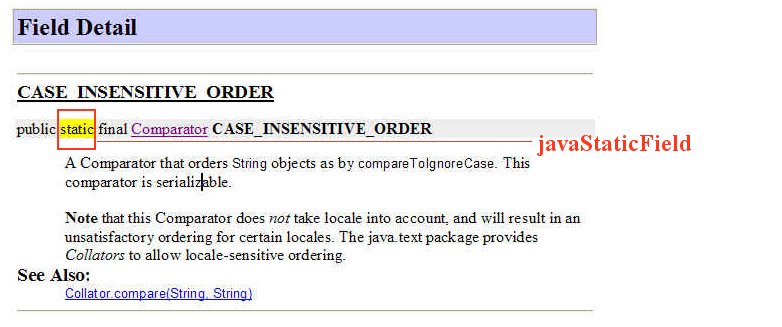 Field Detail
CASE_INSENSITIVE_ORDER
public static final Comparator CASE_INSENSITIVE_ORDER
javaStaticField
A Comparator that orders String objects as by compareToIgnoreCase. This
comparator is serializable.
Note that this Comparator does not take locale into account, and will result in an
unsatisfactory ordering for certain locales. The java.text package provides
Collators to allow locale-sensitive ordering.
See Also:
Collator.compare(String, String)